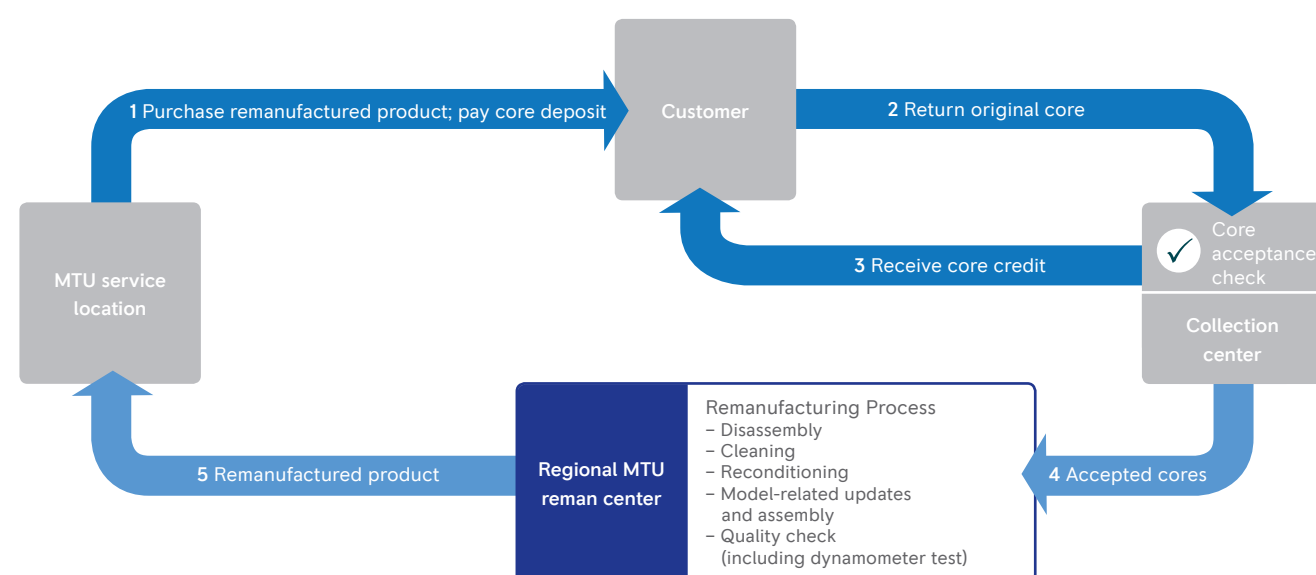 1 Purchase remanufactured product; pay core deposit
Customer
2 Return original core
MTU service
location
3 Receive core credit
Core
acceptance
check
Collection
center
5 Remanufactured product
Regional MTU
reman center
Remanufacturing Process
– Disassembly
– Cleaning
– Reconditioning
– Model-related updates
and assembly
– Quality check
(including dynamometer test)
4 Accepted cores